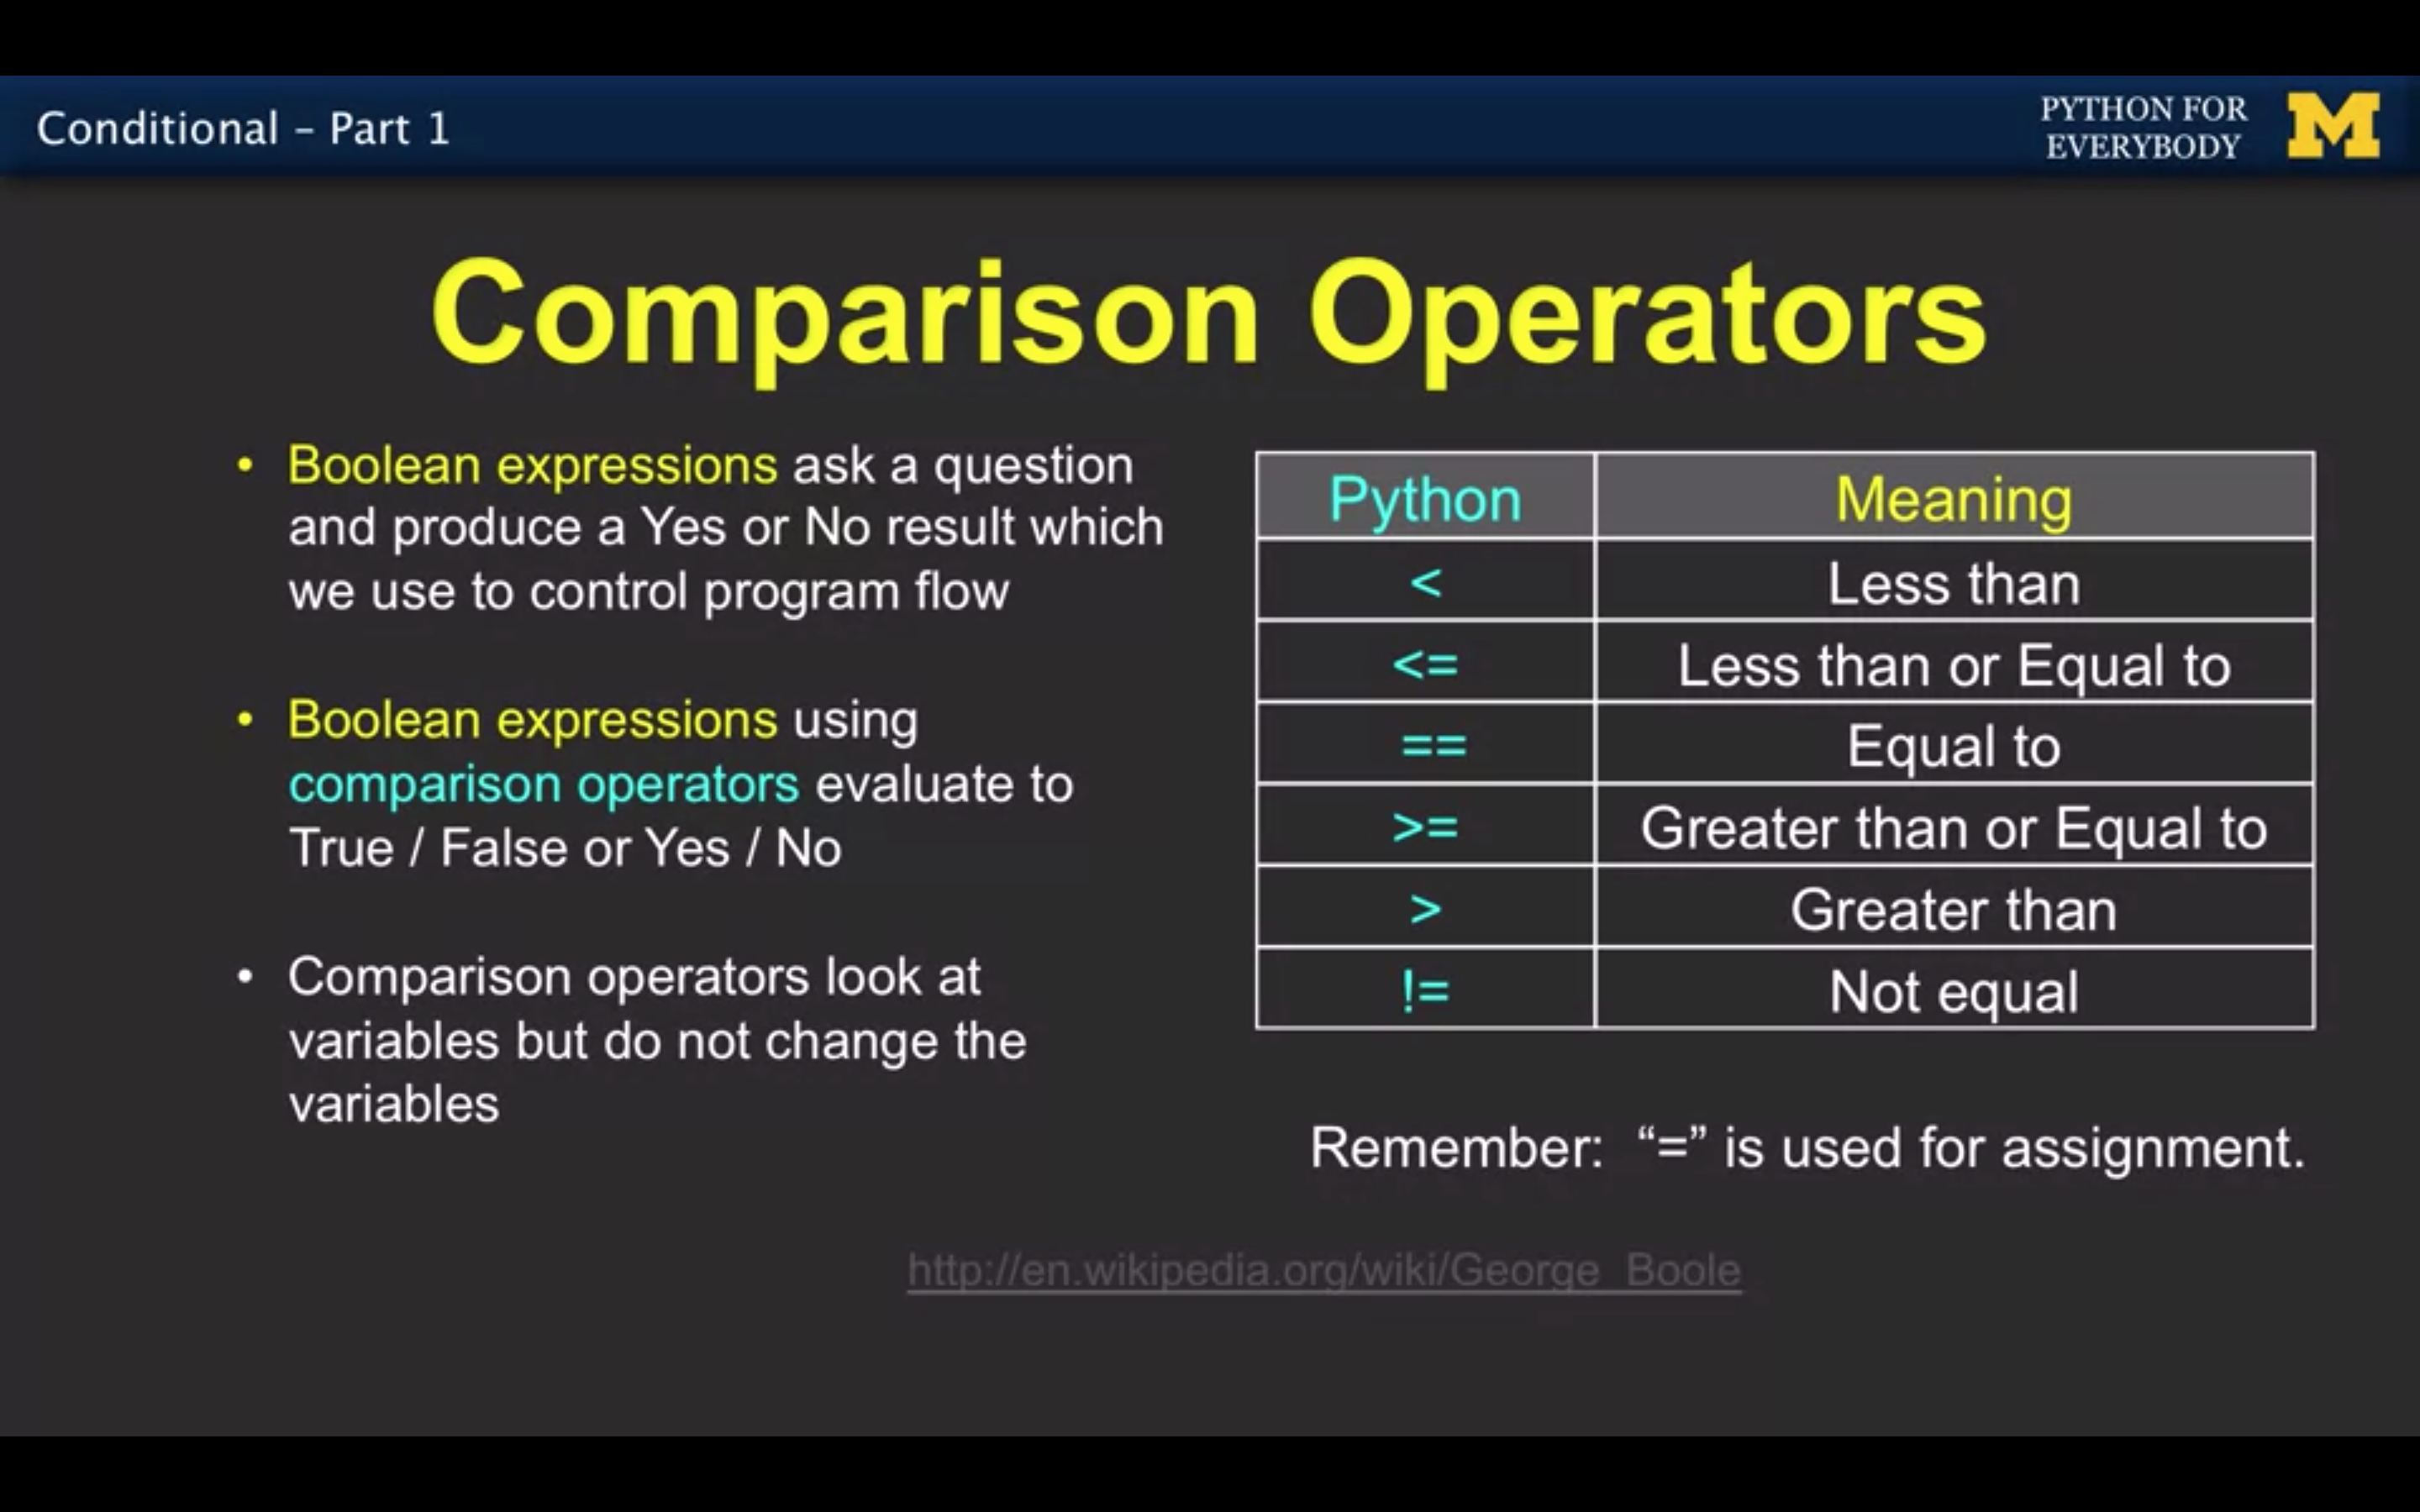 Conditional – Part 1
PYTHON FOR
EVERYBODY
M
Comparison Operators
• Boolean expressions ask a question
and produce a Yes or No result which
we use to control program flow
• Boolean expressions using
comparison operators evaluate to
True / False or Yes / No
• Comparison operators look at
variables but do not change the
variables
Python Meaning
< Less than
<= Less than or Equal to
== Equal to
>= Greater than or Equal to
> Greater than
!= Not equal
Remember: “=” is used for assignment.
http://en.wikipedia.org/wiki/George_Boole